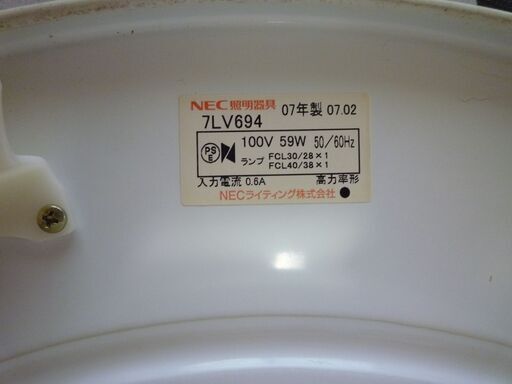 NEC照明器具 07年製 07.02
7LV694
PSE 100V 59W 50/60Hz
ランプ FCL30/28×1
FCL40/38×1
入力電流 0.6A 高力率形
NECライティング株式会社